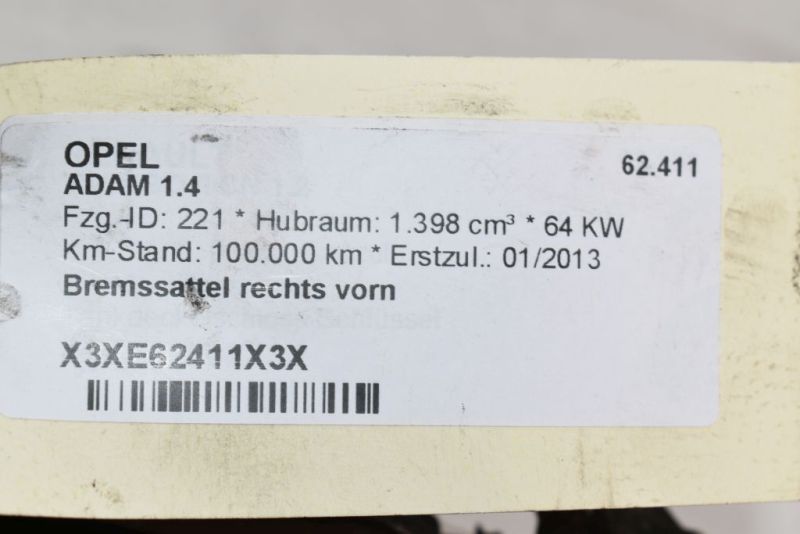 OPEL
62.411
ADAM 1.4
Fzg.-ID: 221 * Hubraum: 1.398 cm³ * 64 KW
Km-Stand: 100.000 km * Erstzul.: 01/2013
Bremssattel rechts vorn
X3XE62411X3X